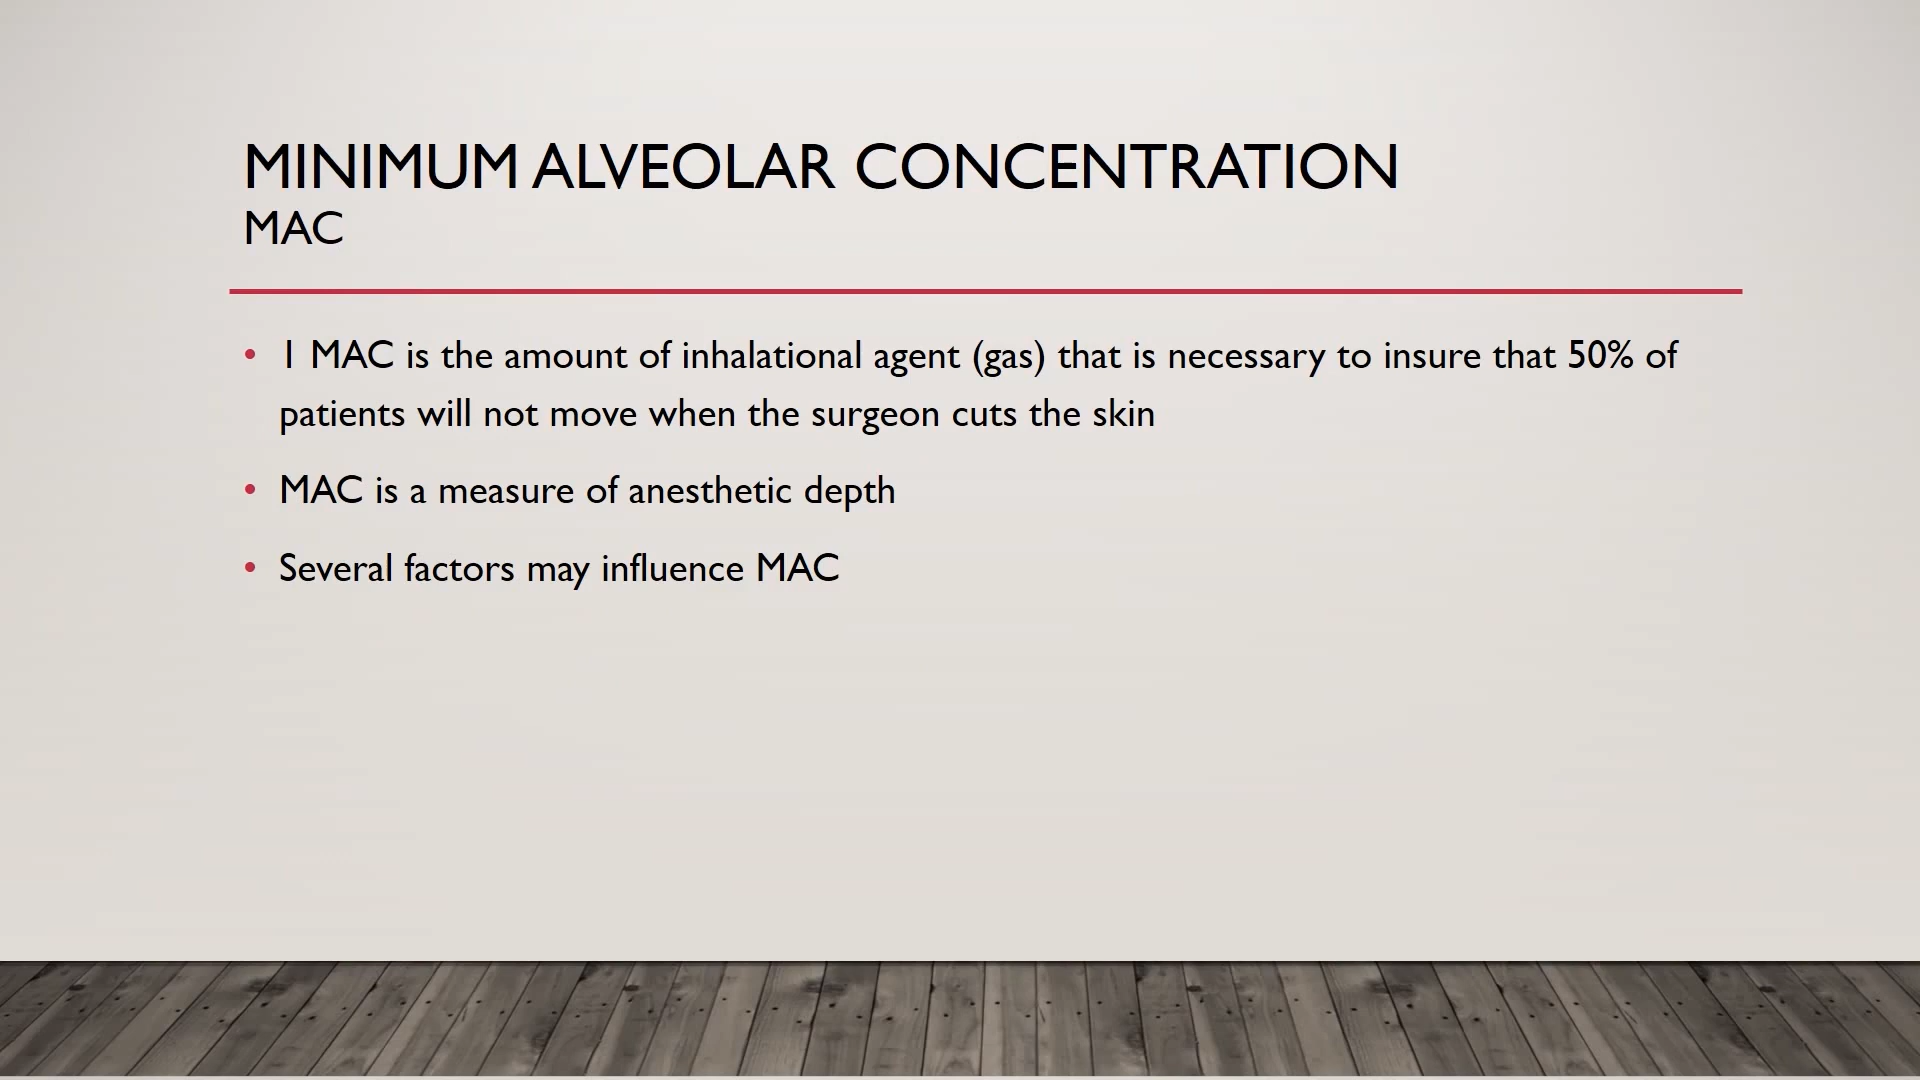 MINIMUM ALVEOLAR CONCENTRATION
MAC
• 1 MAC is the amount of inhalational agent (gas) that is necessary to insure that 50% of
patients will not move when the surgeon cuts the skin
• MAC is a measure of anesthetic depth
• Several factors may influence MAC